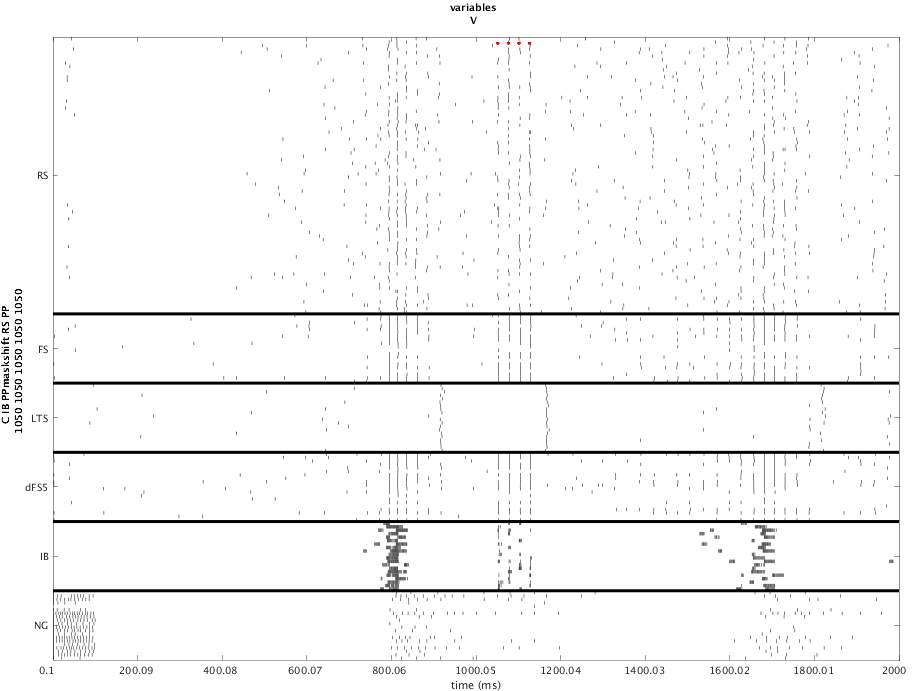 variables
V
C IB PPmaskshift RS PP
1050 1050 1050 1050 1050
RS
FS
LTS
dFS5
IB
NG
0.1
200.09
400.08
600.07
800.06
1000.05
1200.04
1400.03
1600.02
1800.01
2000
time (ms)